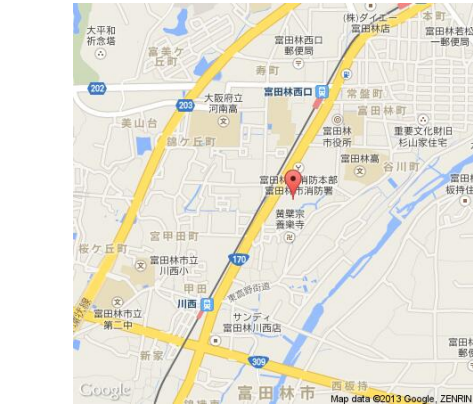 (株)ダイエー
富田林店
本町
大平和
祈念塔
富美ケ
丘町
富田林西口
郵便局
富田林若松
一郵便局
寿町
202
203
富田林西口
常盤町
大阪府立
河南高
富田林町
美山台
錦ケ丘町
富田林
市役所
重要文化財旧
杉山家住宅
富田林高
谷川町
富田林市消防本部
富田林市消防署
富田林
板持住
黄檗宗
養楽寺
宮甲田町
桜ケ丘町
富田林市立
川西小
170
甲田
川西
東高野街道
富田林市立
第二中
サンディ
富田林川西店
新家
309
富田林市
西板持
富田林
板持
郵便
錦織南
Google
Map data ©2013 Google, ZENRIN